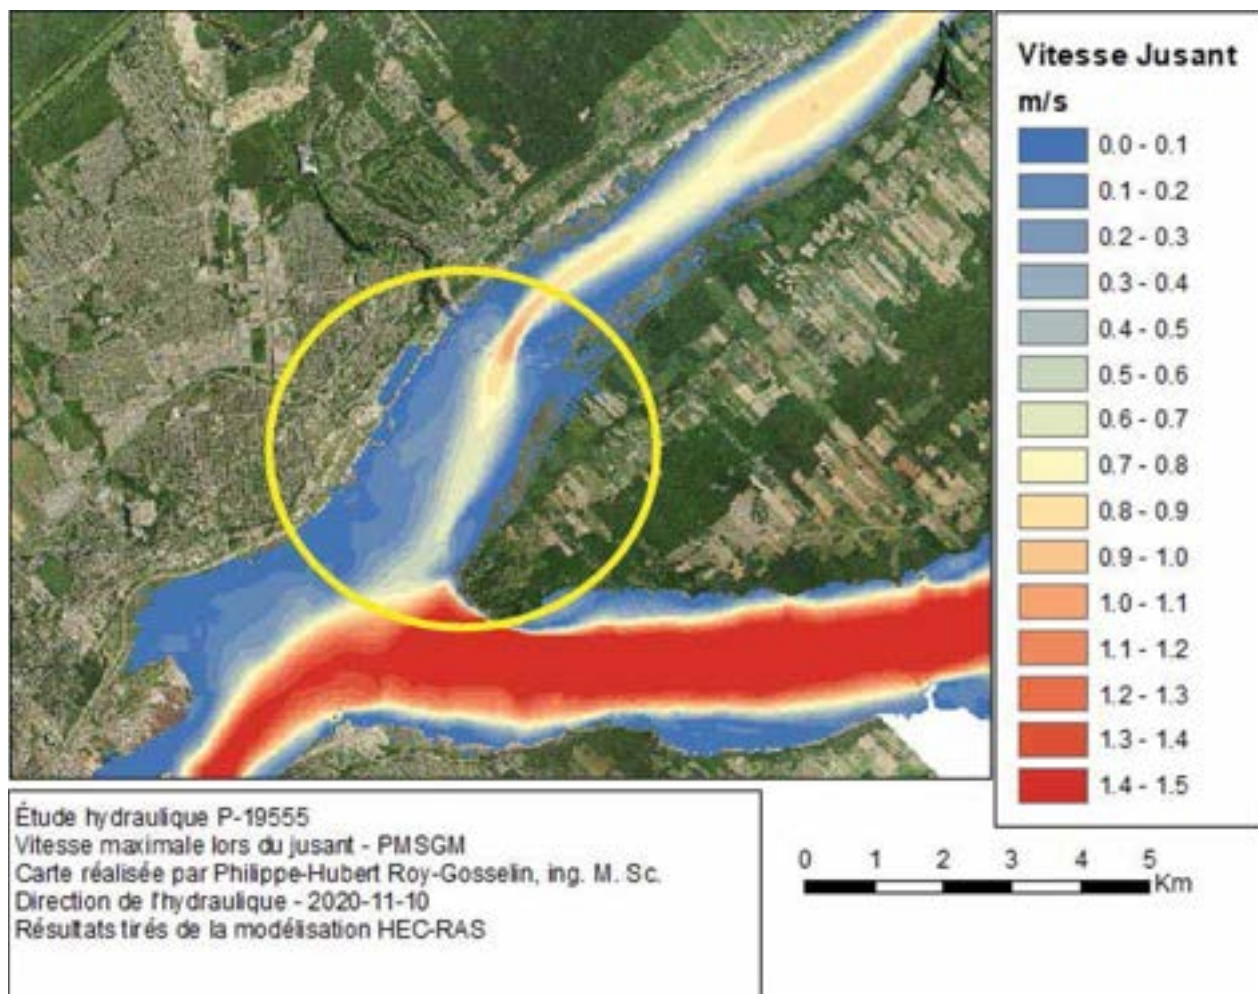 N
Vitesse Jusant
m/s
0.0 - 0.1
0.1 - 0.2
0.2 - 0.3
0.3 - 0.4
0.4 - 0.5
0.5 - 0.6
0.6 - 0.7
0.7 - 0.8
0.8 - 0.9
0.9 - 1.0
1.0 - 1.1
1.1 - 1.2
1.2 - 1.3
1.3 - 1.4
1.4 - 1.5
Étude hydraulique P-19555
Vitesse maximale lors du jusant - PMSGM
Carte réalisée par Philippe-Hubert Roy-Gosselin, ing. M. Sc.
Direction de l'hydraulique - 2020-11-10
Résultats tirés de la modélisation HEC-RAS
0 1 2 3 4 5
Km